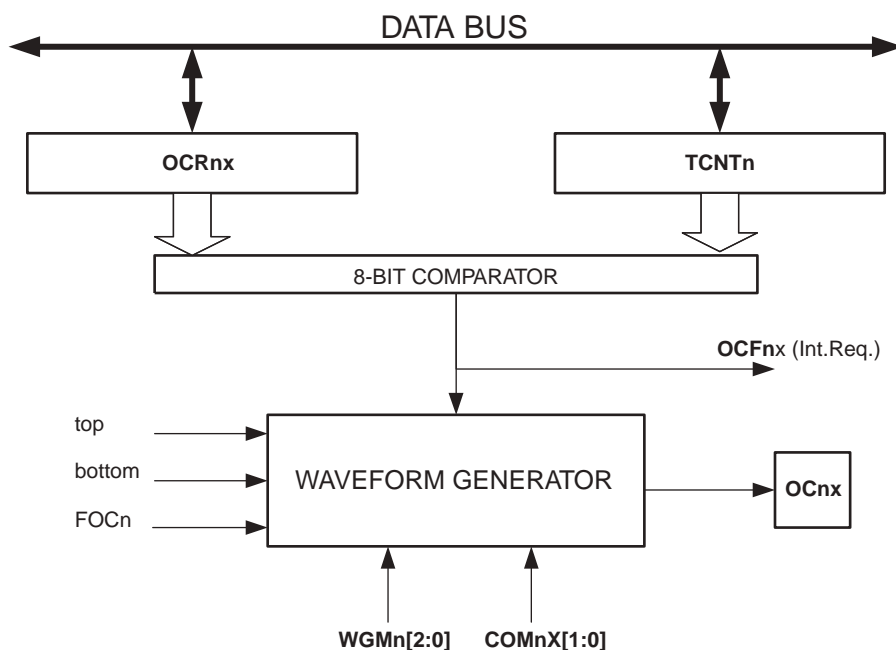 DATA BUS
OCRnx
TCNTn
8-BIT COMPARATOR
OCFnx (Int.Req.)
top
bottom
FOCn
WAVEFORM GENERATOR
OCnx
WGMn[2:0]
COMnX[1:0]